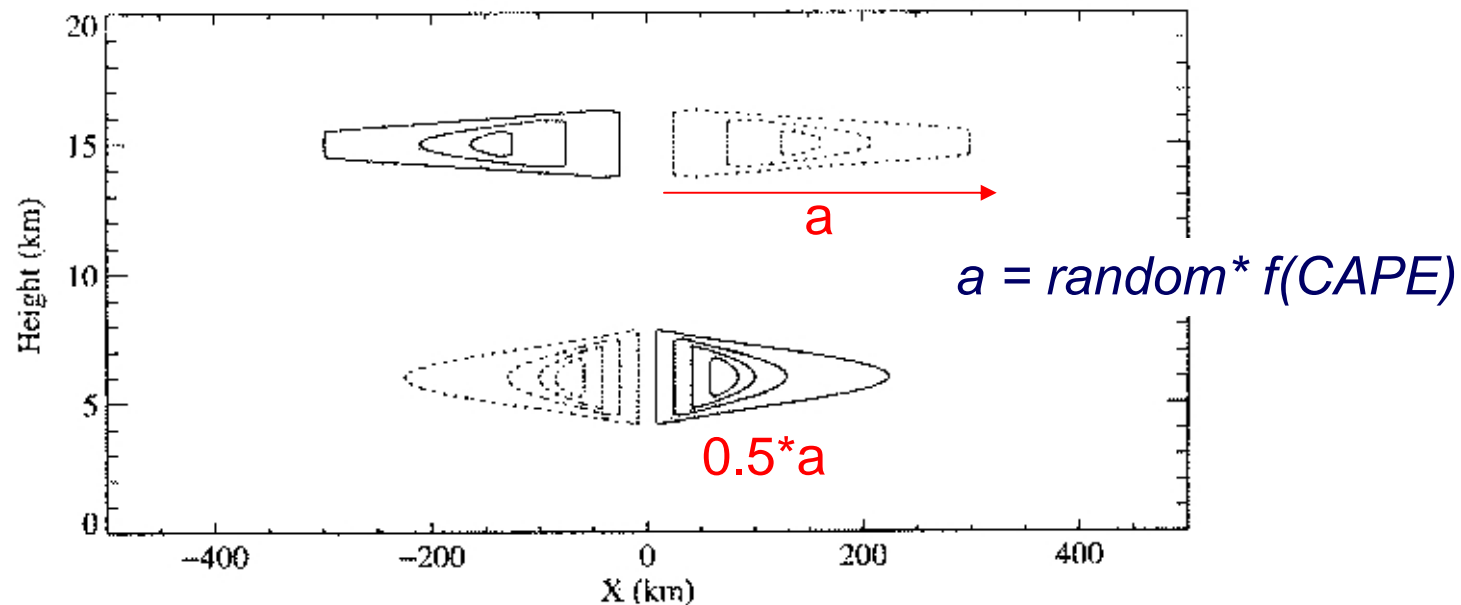 20
15
10
5
0
Height (km)
a
a = random* f(CAPE)
0.5*a
−400
−200
0
200
400
X (km)